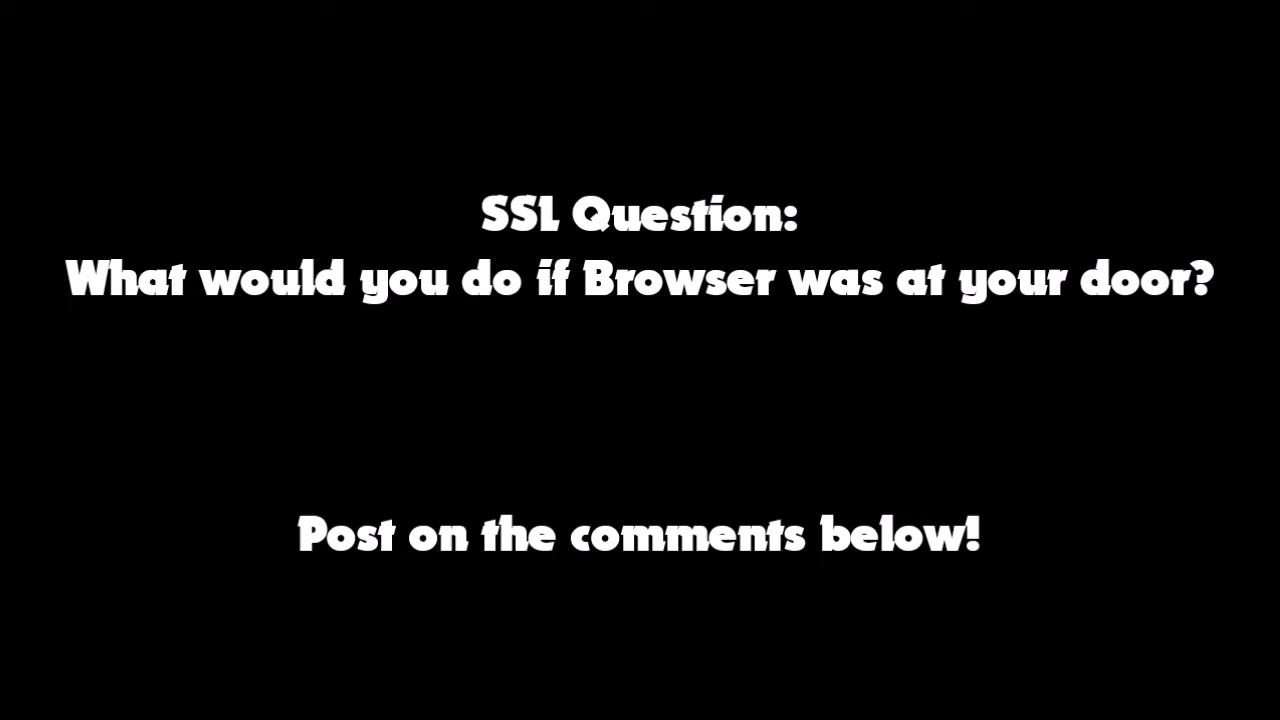 SSL Question:
What would you do if Browser was at your door?
Post on the comments below!